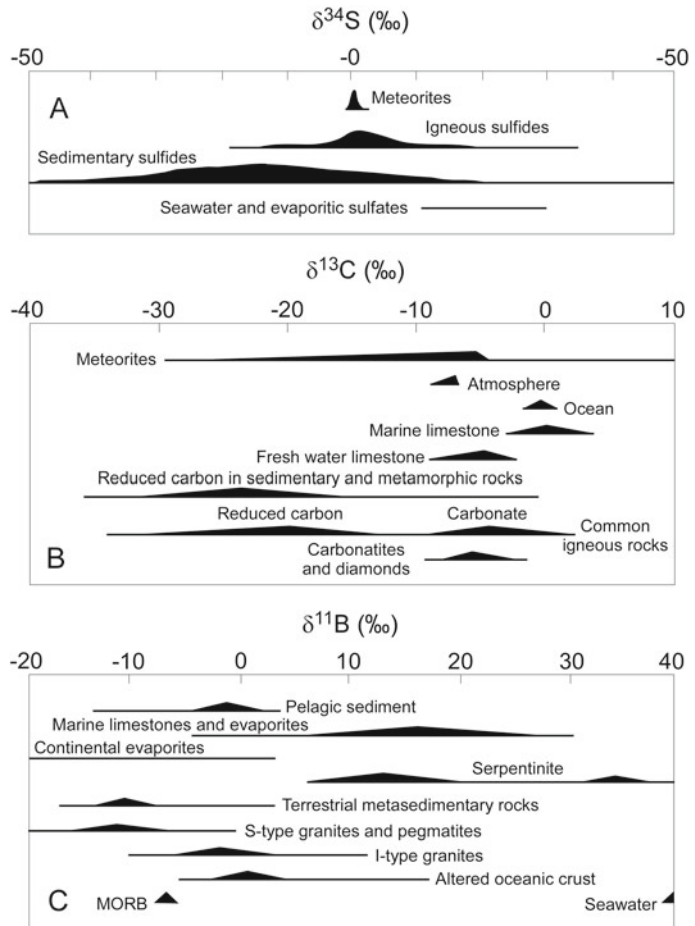 δ34S (‰)
-50 -0 -50
A
Meteorites
Igneous sulfides
Sedimentary sulfides
Seawater and evaporitic sulfates
δ13C (‰)
-40 -30 -20 -10 0 10
Meteorites
Atmosphere
Ocean
Marine limestone
Fresh water limestone
Reduced carbon in sedimentary and metamorphic rocks
Reduced carbon Carbonate
Common
igneous rocks
Carbonatites
and diamonds
B
δ11B (‰)
-20 -10 0 10 20 30 40
Pelagic sediment
Marine limestones and evaporites
Continental evaporites
Serpentinite
Terrestrial metasedimentary rocks
S-type granites and pegmatites
I-type granites
Altered oceanic crust
C MORB Seawater